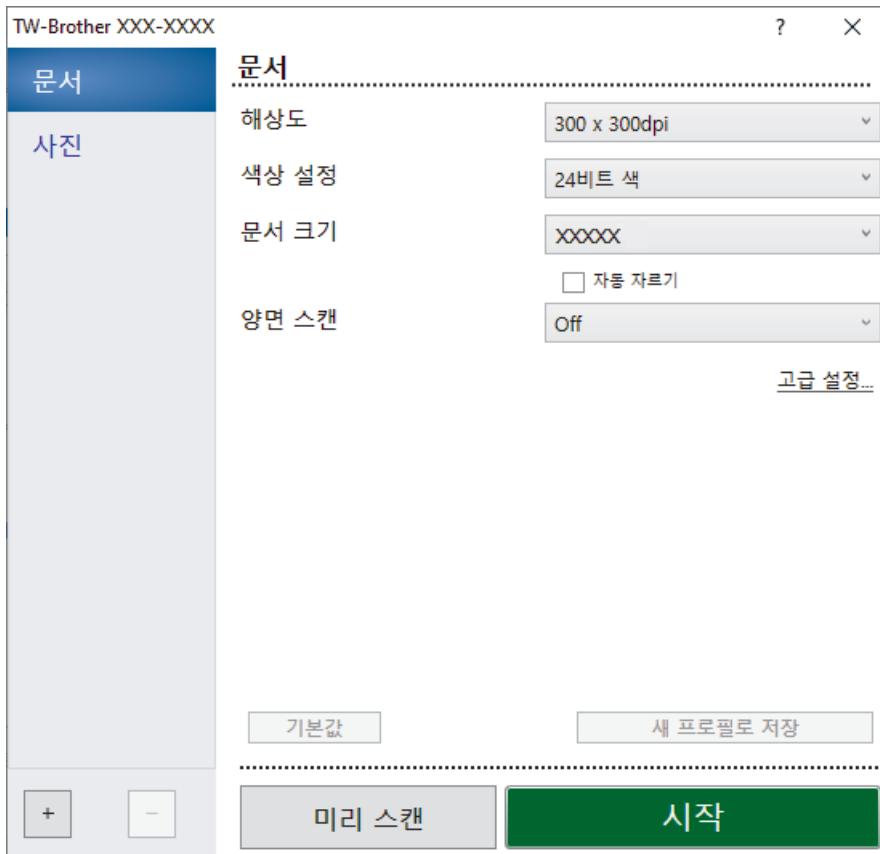 TW-Brother XXX-XXXX ?
문서
사진
문서
해상도 300 x 300dpi
색상 설정 24비트 색
문서 크기 XXXXX
자동 자르기
양면 스캔 Off
고급 설정...
기본값 새 프로필로 저장
+ − 미리 스캔 시작